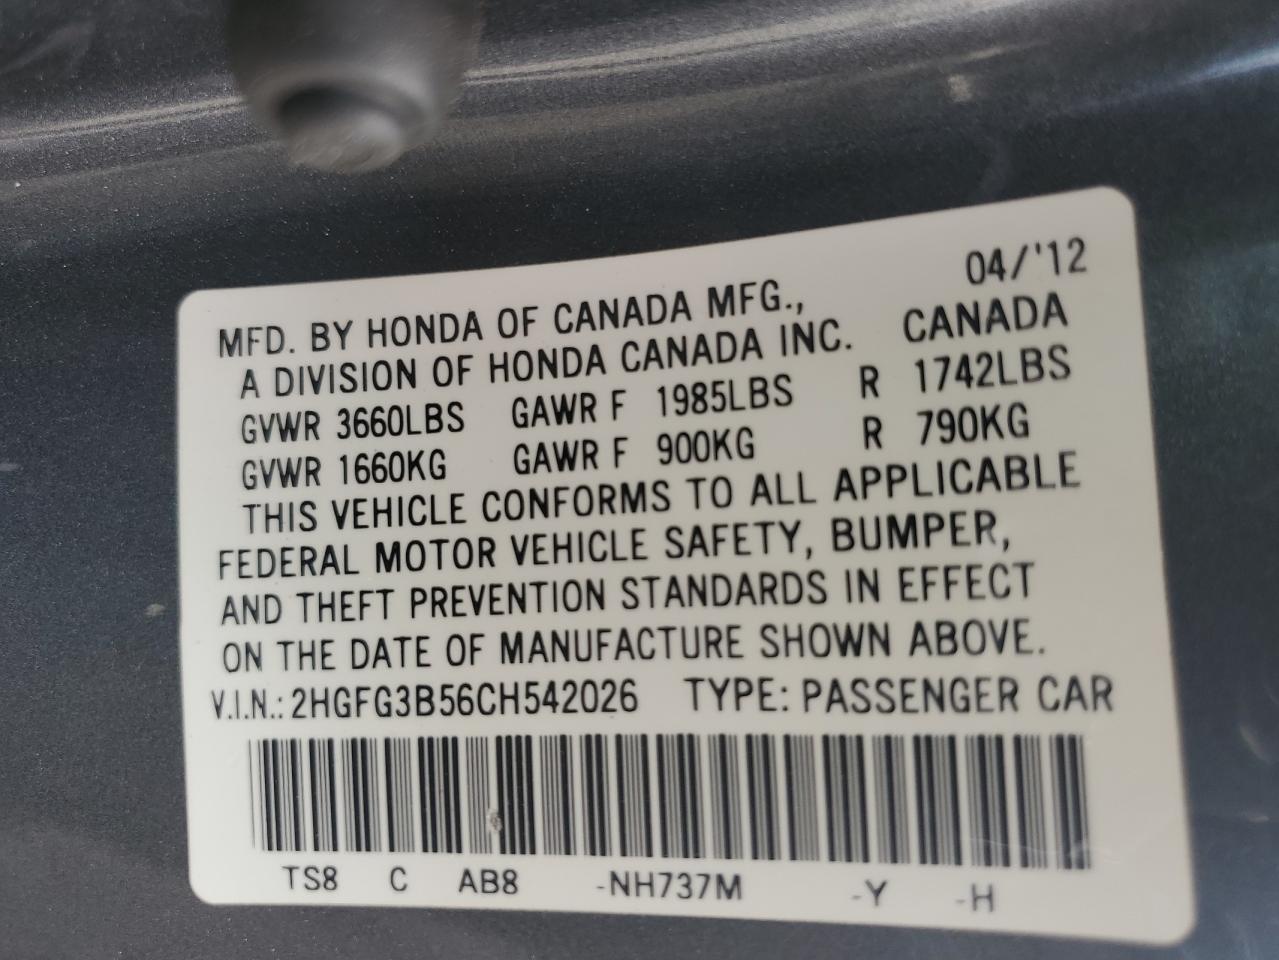 04/'12
MFD. BY HONDA OF CANADA MFG.,
A DIVISION OF HONDA CANADA INC. CANADA
GVWR 3660LBS GAWR F 1985LBS R 1742LBS
GVWR 1660KG GAWR F 900KG R 790KG
THIS VEHICLE CONFORMS TO ALL APPLICABLE
FEDERAL MOTOR VEHICLE SAFETY, BUMPER,
AND THEFT PREVENTION STANDARDS IN EFFECT
ON THE DATE OF MANUFACTURE SHOWN ABOVE.
V.I.N.: 2HGFG3B56CH542026 TYPE: PASSENGER CAR
TS8 C AB8 -NH737M -Y -H